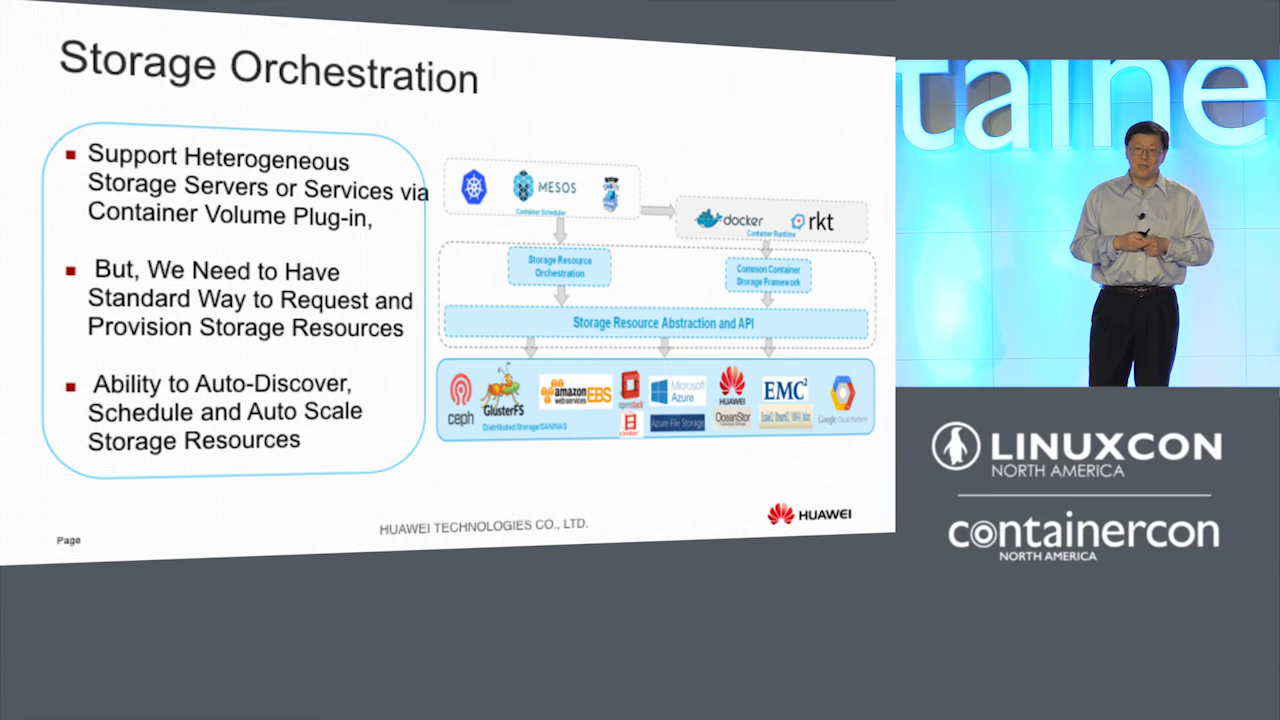 Storage Orchestration
Support Heterogeneous
Storage Servers or Services via
Container Volume Plug-in,
But, We Need to Have
Standard Way to Request and
Provision Storage Resources
Ability to Auto-Discover,
Schedule and Auto Scale
Storage Resources
MESOS
Container Scheduler
docker
rkt
Container Runtime
Storage Resource
Orchestration
Common Container
Storage Framework
Storage Resource Abstraction and API
ceph
GlusterFS
Distributed Storage/SAN/NAS
amazon
webservices
EBS
openstack
cinder
Microsoft
Azure
Azure File Storage
HUAWEI
OceanStor
EMC²
Google Cloud Platform
HUAWEI TECHNOLOGIES CO., LTD.
HUAWEI
Page
taine
LINUXCON
NORTH AMERICA
containercon
NORTH AMERICA